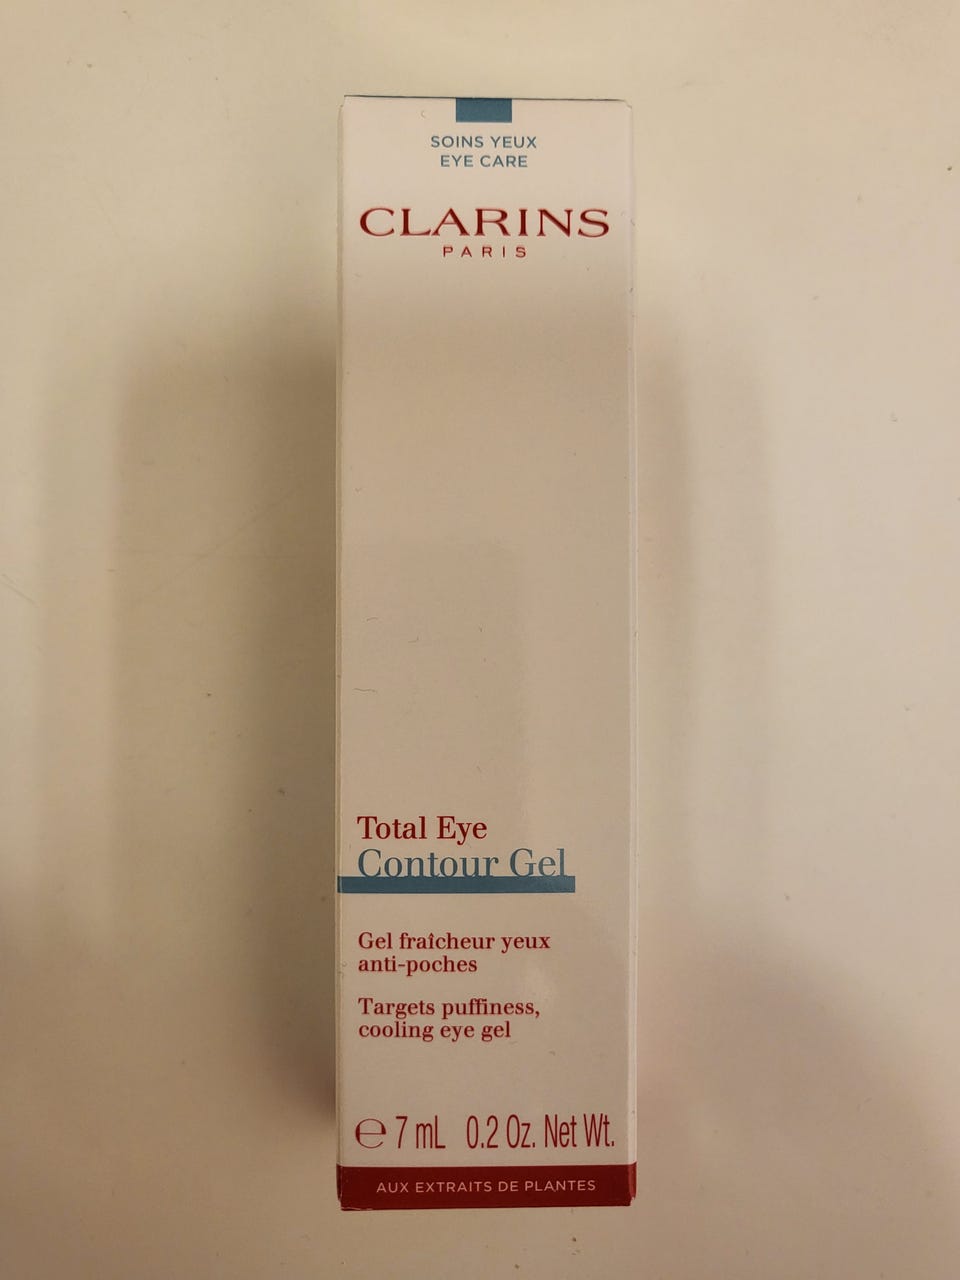 SOINS YEUX
EYE CARE
CLARINS
PARIS
Total Eye
Contour Gel
Gel fraîcheur yeux
anti-poches
Targets puffiness,
cooling eye gel
℮ 7 mL 0.2 Oz. Net Wt.
AUX EXTRAITS DE PLANTES